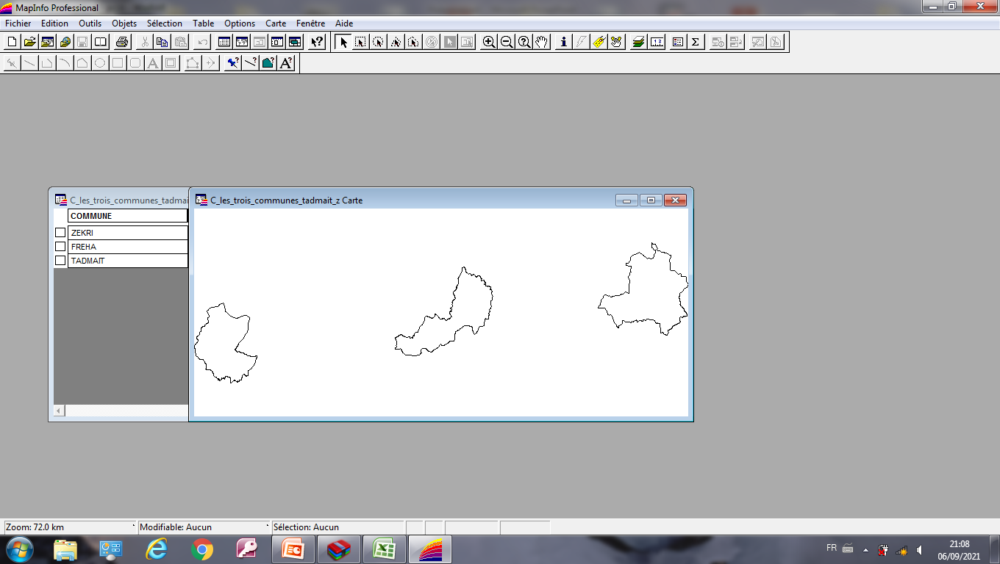 MapInfo Professional
Fichier Edition Outils Objets Sélection Table Options Carte Fenêtre Aide
C_les_trois_communes_tadmai
C_les_trois_communes_tadmait_z Carte
COMMUNE
ZEKRI
FREHA
TADMAIT
Zoom: 72.0 km
Modifiable: Aucun
Sélection: Aucun
FR
21:08
06/09/2021